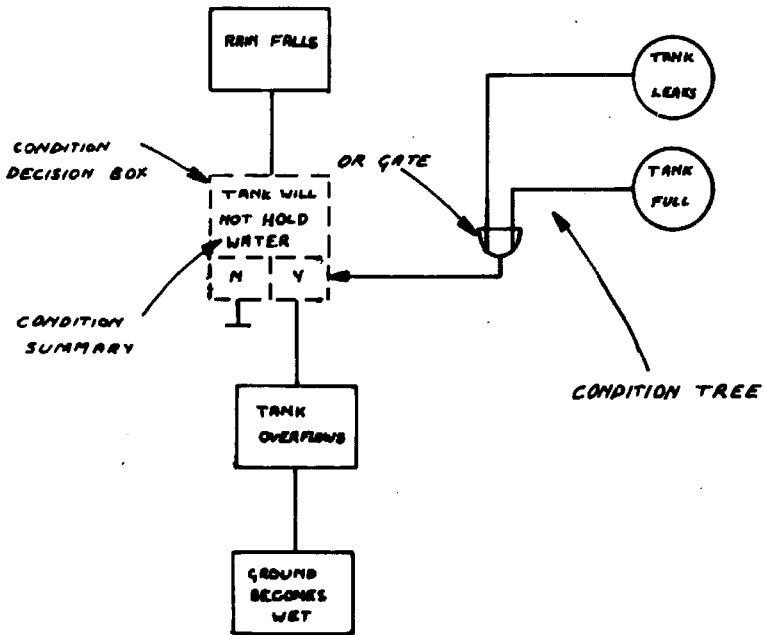 RAIN FALLS
TANK
LEAKS
CONDITION
DECISION BOX
OR GATE
TANK
FULL
TANK WILL
NOT HOLD
WATER
N
Y
CONDITION
SUMMARY
CONDITION TREE
TANK
OVERFLOWS
GROUND
BECOMES
WET